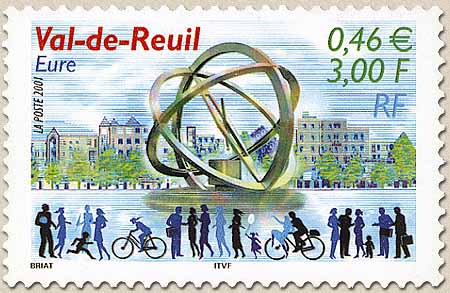 Val-de-Reuil
Eure
0,46 €
3,00 F
RF
LA POSTE 2001
BRIAT
ITVF